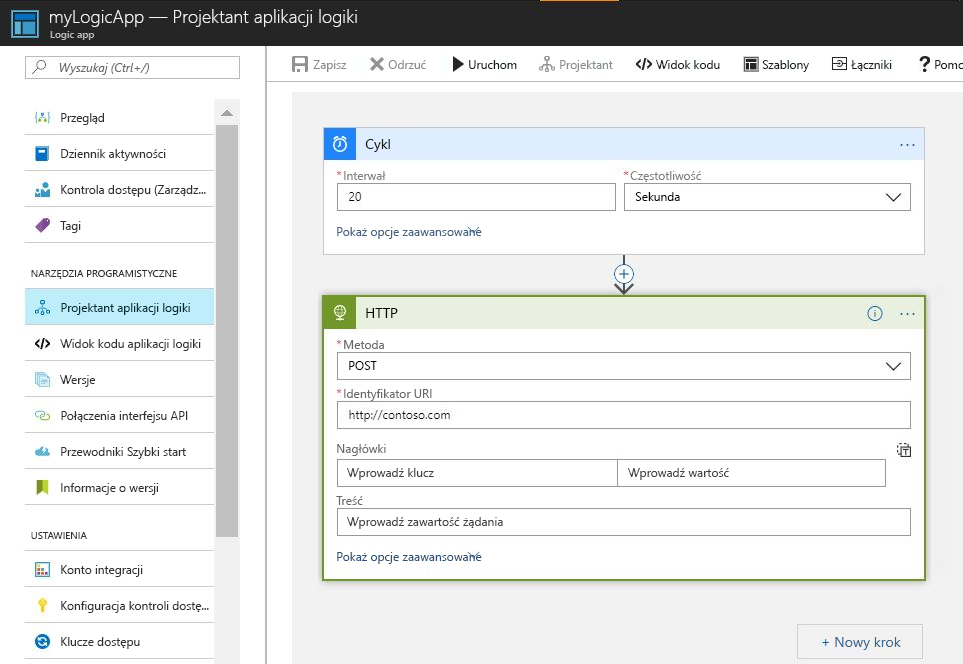 myLogicApp — Projektant aplikacji logiki
Logic app
Wyszukaj (Ctrl+/)
Przegląd
Dziennik aktywności
Kontrola dostępu (Zarządz...
Tagi
NARZĘDZIA PROGRAMISTYCZNE
Projektant aplikacji logiki
Widok kodu aplikacji logiki
Wersje
Połączenia interfejsu API
Przewodniki Szybki start
Informacje o wersji
USTAWIENIA
Konto integracji
Konfiguracja kontroli dostę...
Klucze dostępu
Zapisz Odrzuć Uruchom Projektant Widok kodu Szablony Łączniki Pomo
Cykl
*Interwał *Częstotliwość
20 Sekunda
Pokaż opcje zaawansowane
HTTP
*Metoda
POST
*Identyfikator URI
http://contoso.com
Nagłówki
Wprowadź klucz Wprowadź wartość
Treść
Wprowadź zawartość żądania
Pokaż opcje zaawansowane
+ Nowy krok